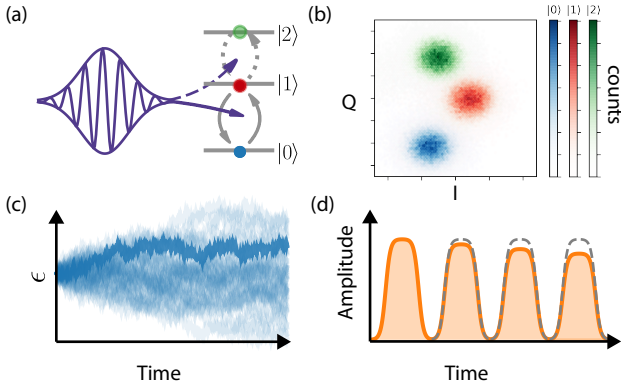 (a)
|2⟩
|1⟩
|0⟩
(b)
|0⟩ |1⟩ |2⟩
Q
I
counts
(c)
ϵ
Time
(d)
Amplitude
Time